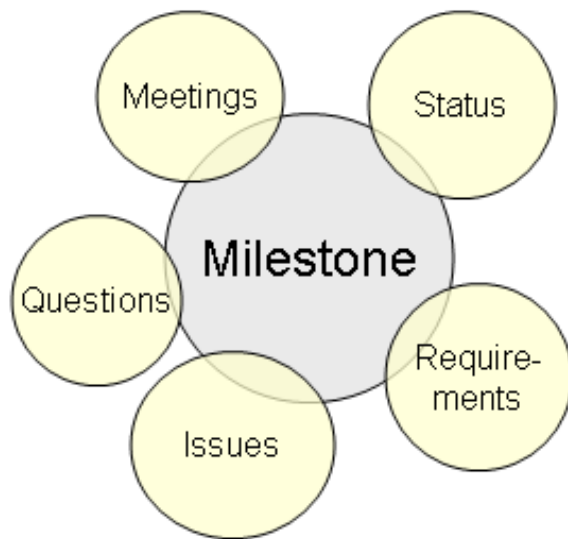 Meetings
Status
Milestone
Questions
Require-
ments
Issues